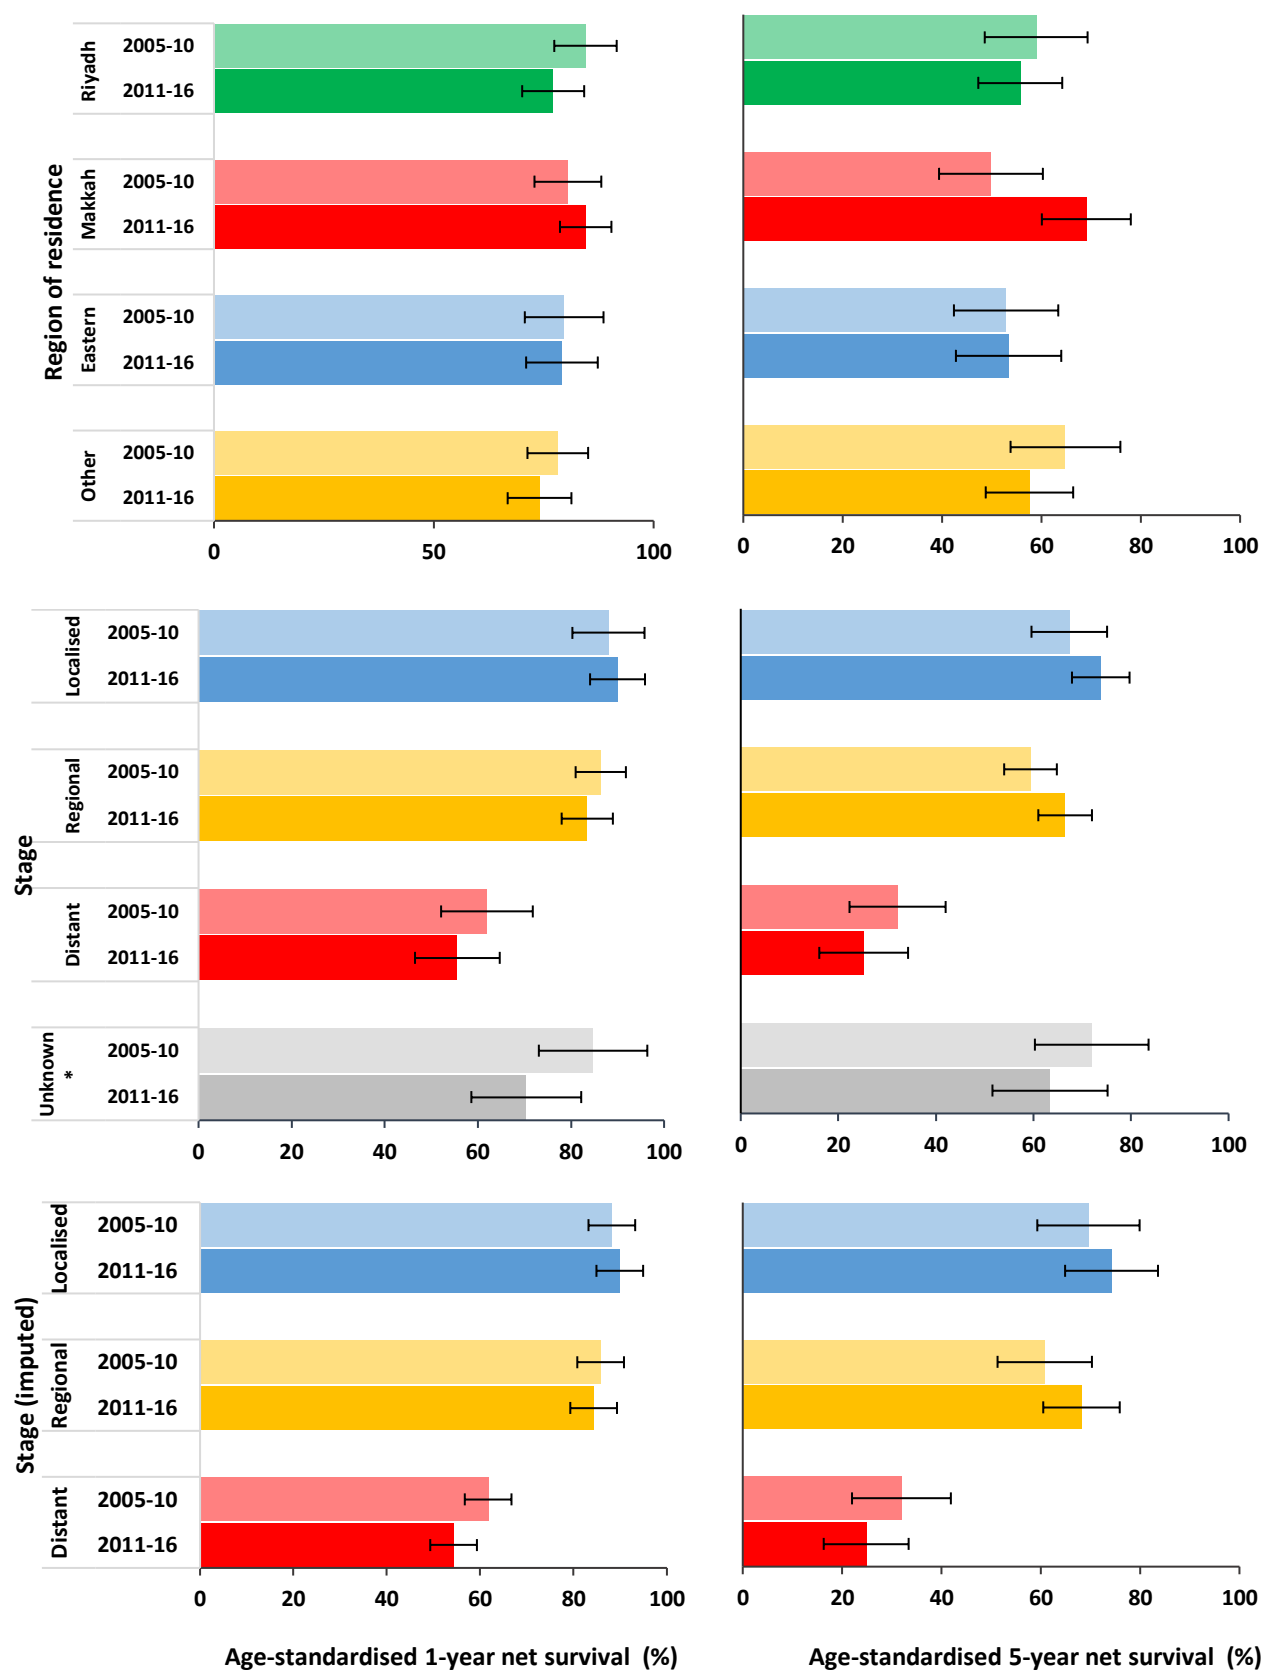 Region of residence
Riyadh
2005-10
2011-16
Makkah
2005-10
2011-16
Eastern
2005-10
2011-16
Other
2005-10
2011-16
0 50 100
0 20 40 60 80 100
Stage
Localised
2005-10
2011-16
Regional
2005-10
2011-16
Distant
2005-10
2011-16
Unknown
*
2005-10
2011-16
0 20 40 60 80 100
0 20 40 60 80 100
Stage (imputed)
Localised
2005-10
2011-16
Regional
2005-10
2011-16
Distant
2005-10
2011-16
0 20 40 60 80 100
0 20 40 60 80 100
Age-standardised 1-year net survival (%)
Age-standardised 5-year net survival (%)